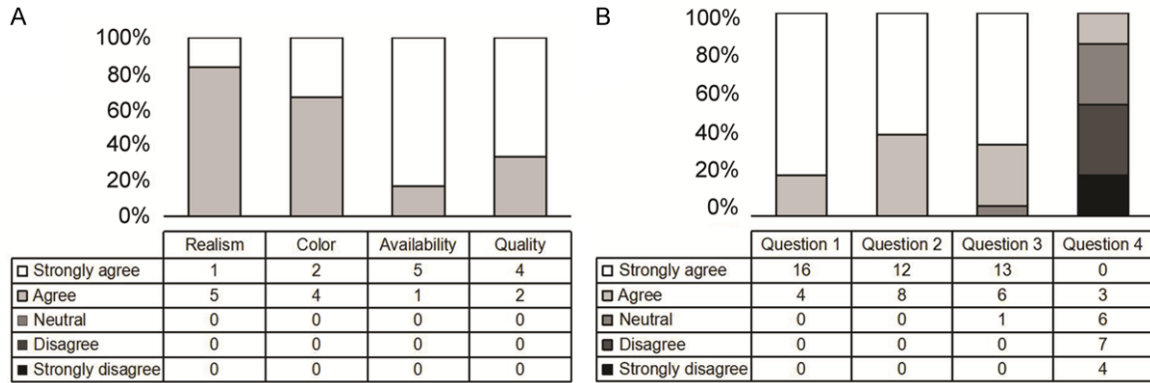 A
100%
80%
60%
40%
20%
0%
Realism Color Availability Quality
Strongly agree 1 2 5 4
Agree 5 4 1 2
Neutral 0 0 0 0
Disagree 0 0 0 0
Strongly disagree 0 0 0 0
B
100%
80%
60%
40%
20%
0%
Question 1 Question 2 Question 3 Question 4
Strongly agree 16 12 13 0
Agree 4 8 6 3
Neutral 0 0 1 6
Disagree 0 0 0 7
Strongly disagree 0 0 0 4